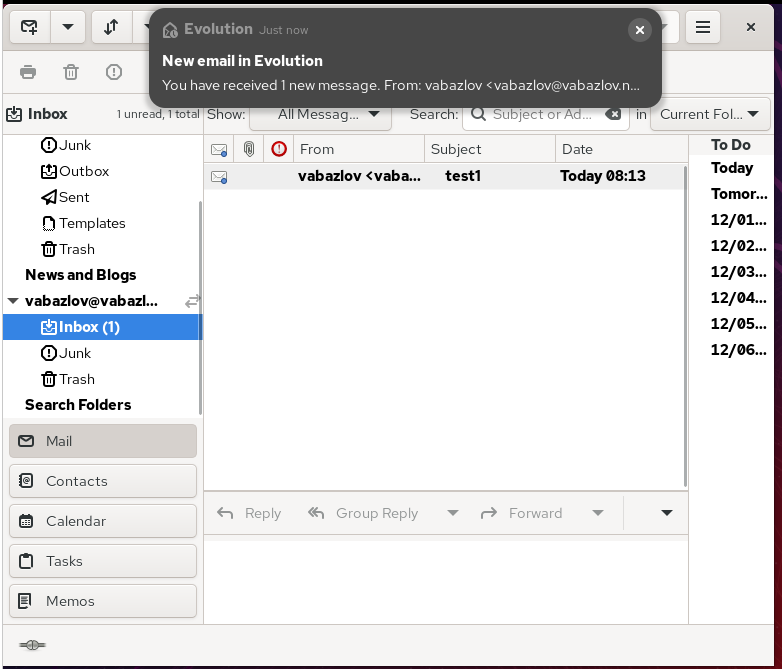 Evolution Just now
New email in Evolution
You have received 1 new message. From: vabazlov <vabazlov@vabazlov.n...
Inbox 1 unread, 1 total Show: All Messag... Search: Subject or Ad... in Current Fol...
Junk
Outbox
Sent
Templates
Trash
News and Blogs
vabazlov@vabazl...
Inbox (1)
Junk
Trash
Search Folders
Mail
Contacts
Calendar
Tasks
Memos
From Subject Date
vabazlov <vaba... test1 Today 08:13
Reply Group Reply Forward
To Do
Today
Tomor...
12/01...
12/02...
12/03...
12/04...
12/05...
12/06...